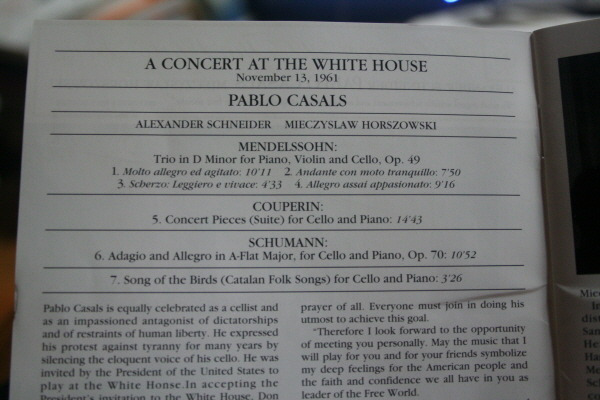 A CONCERT AT THE WHITE HOUSE
November 13, 1961
PABLO CASALS
ALEXANDER SCHNEIDER MIECZYSLAW HORSZOWSKI
MENDELSSOHN:
Trio in D Minor for Piano, Violin and Cello, Op. 49
1. Molto allegro ed agitato: 10'11 2. Andante con moto tranquillo: 7'50
3. Scherzo: Leggiero e vivace: 4'33 4. Allegro assai appasionato: 9'16
COUPERIN:
5. Concert Pieces (Suite) for Cello and Piano: 14'43
SCHUMANN:
6. Adagio and Allegro in A-Flat Major, for Cello and Piano, Op. 70: 10'52
7. Song of the Birds (Catalan Folk Songs) for Cello and Piano: 3'26
Pablo Casals is equally celebrated as a cellist and
as an impassioned antagonist of dictatorships
and of restraints of human liberty. He expressed
his protest against tyranny for many years by
silencing the eloquent voice of his cello. He was
invited by the President of the United States to
play at the White Honse.In accepting the
President's invitation to the White House, Don
prayer of all. Everyone must join in doing his
utmost to achieve this goal.
"Therefore I look forward to the opportunity
of meeting you personally. May the music that I
will play for you and for your friends symbolize
my deep feelings for the American people and
the faith and confidence we all have in you as
leader of the Free World.